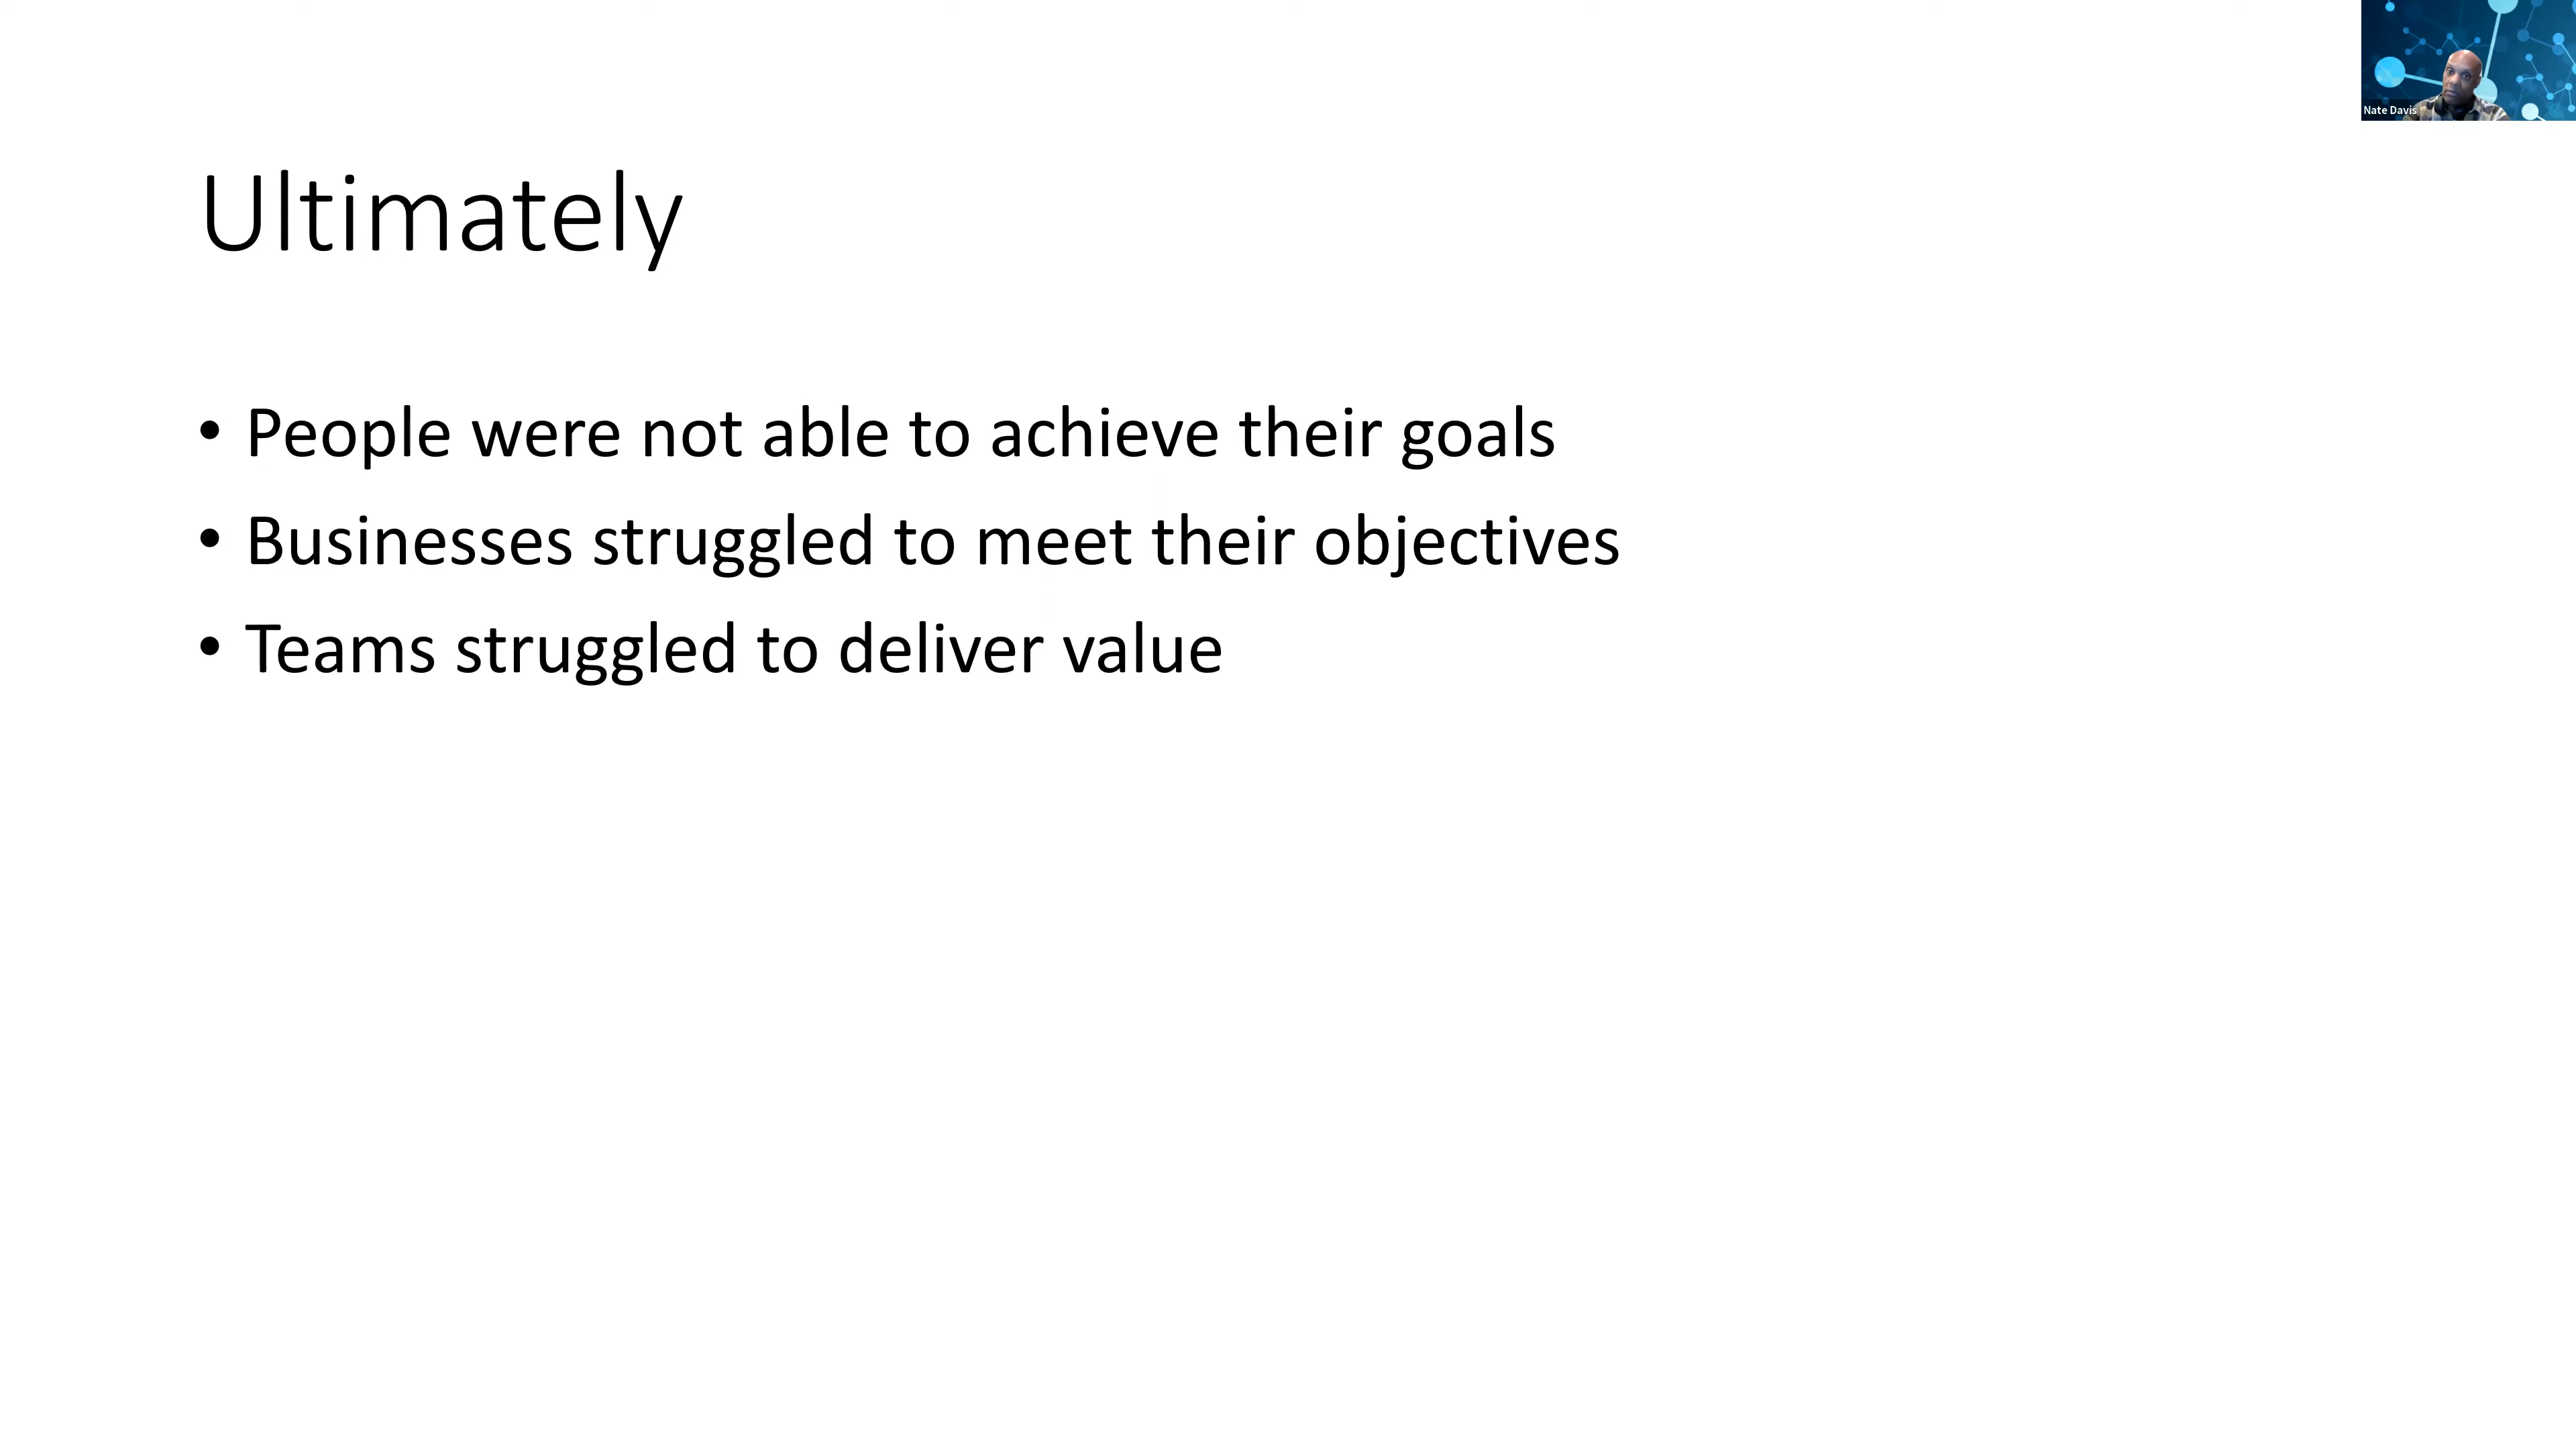 Nate Davis
Ultimately
• People were not able to achieve their goals
• Businesses struggled to meet their objectives
• Teams struggled to deliver value